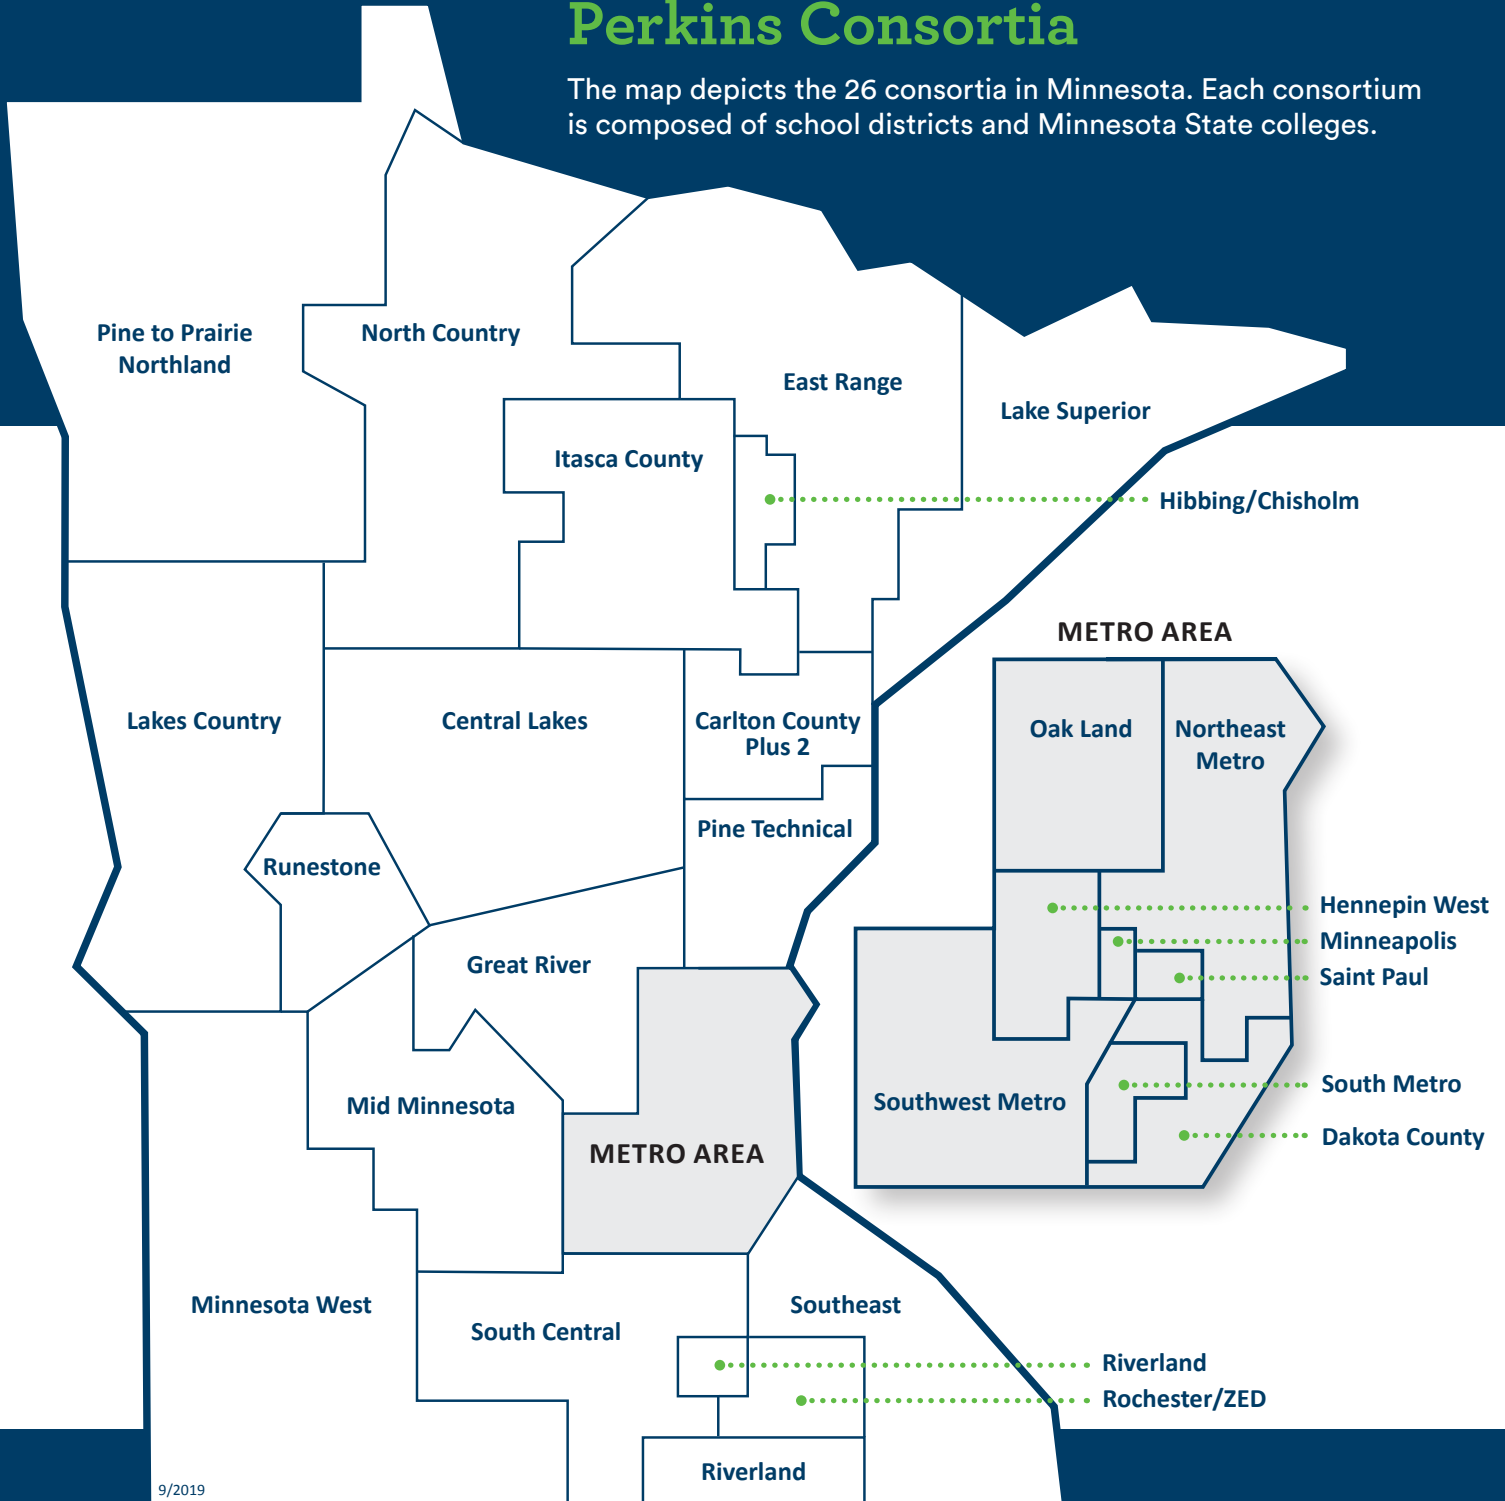 Perkins Consortia
The map depicts the 26 consortia in Minnesota. Each consortium
is composed of school districts and Minnesota State colleges.
Pine to Prairie
Northland
North Country
East Range
Lake Superior
Itasca County
Hibbing/Chisholm
METRO AREA
Lakes Country
Central Lakes
Carlton County
Plus 2
Oak Land
Northeast
Metro
Pine Technical
Runestone
Hennepin West
Minneapolis
Great River
Saint Paul
South Metro
Southwest Metro
Mid Minnesota
Dakota County
METRO AREA
Minnesota West
Southeast
South Central
Riverland
Rochester/ZED
Riverland
9/2019